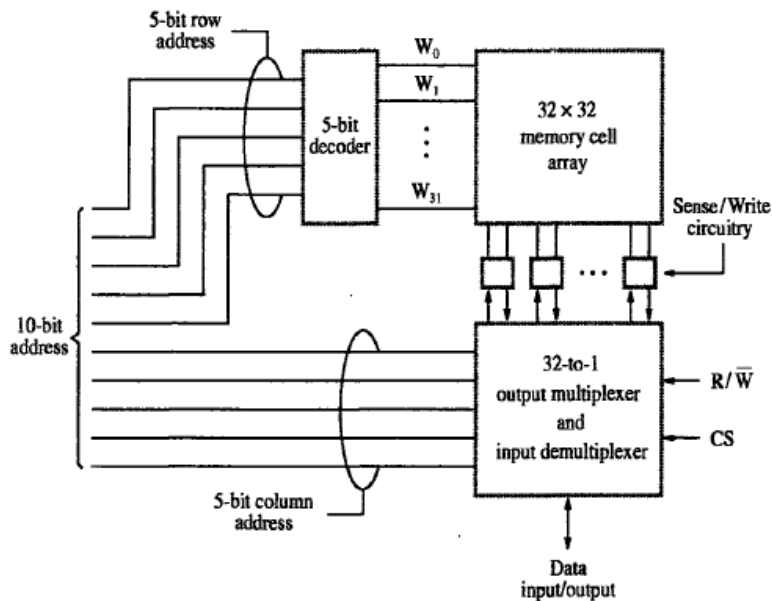 5-bit row
address
5-bit
decoder
W₀
W₁
W₃₁
32 × 32
memory cell
array
Sense/Write
circuitry
10-bit
address
32-to-1
output multiplexer
and
input demultiplexer
R/W̅
CS
5-bit column
address
Data
input/output